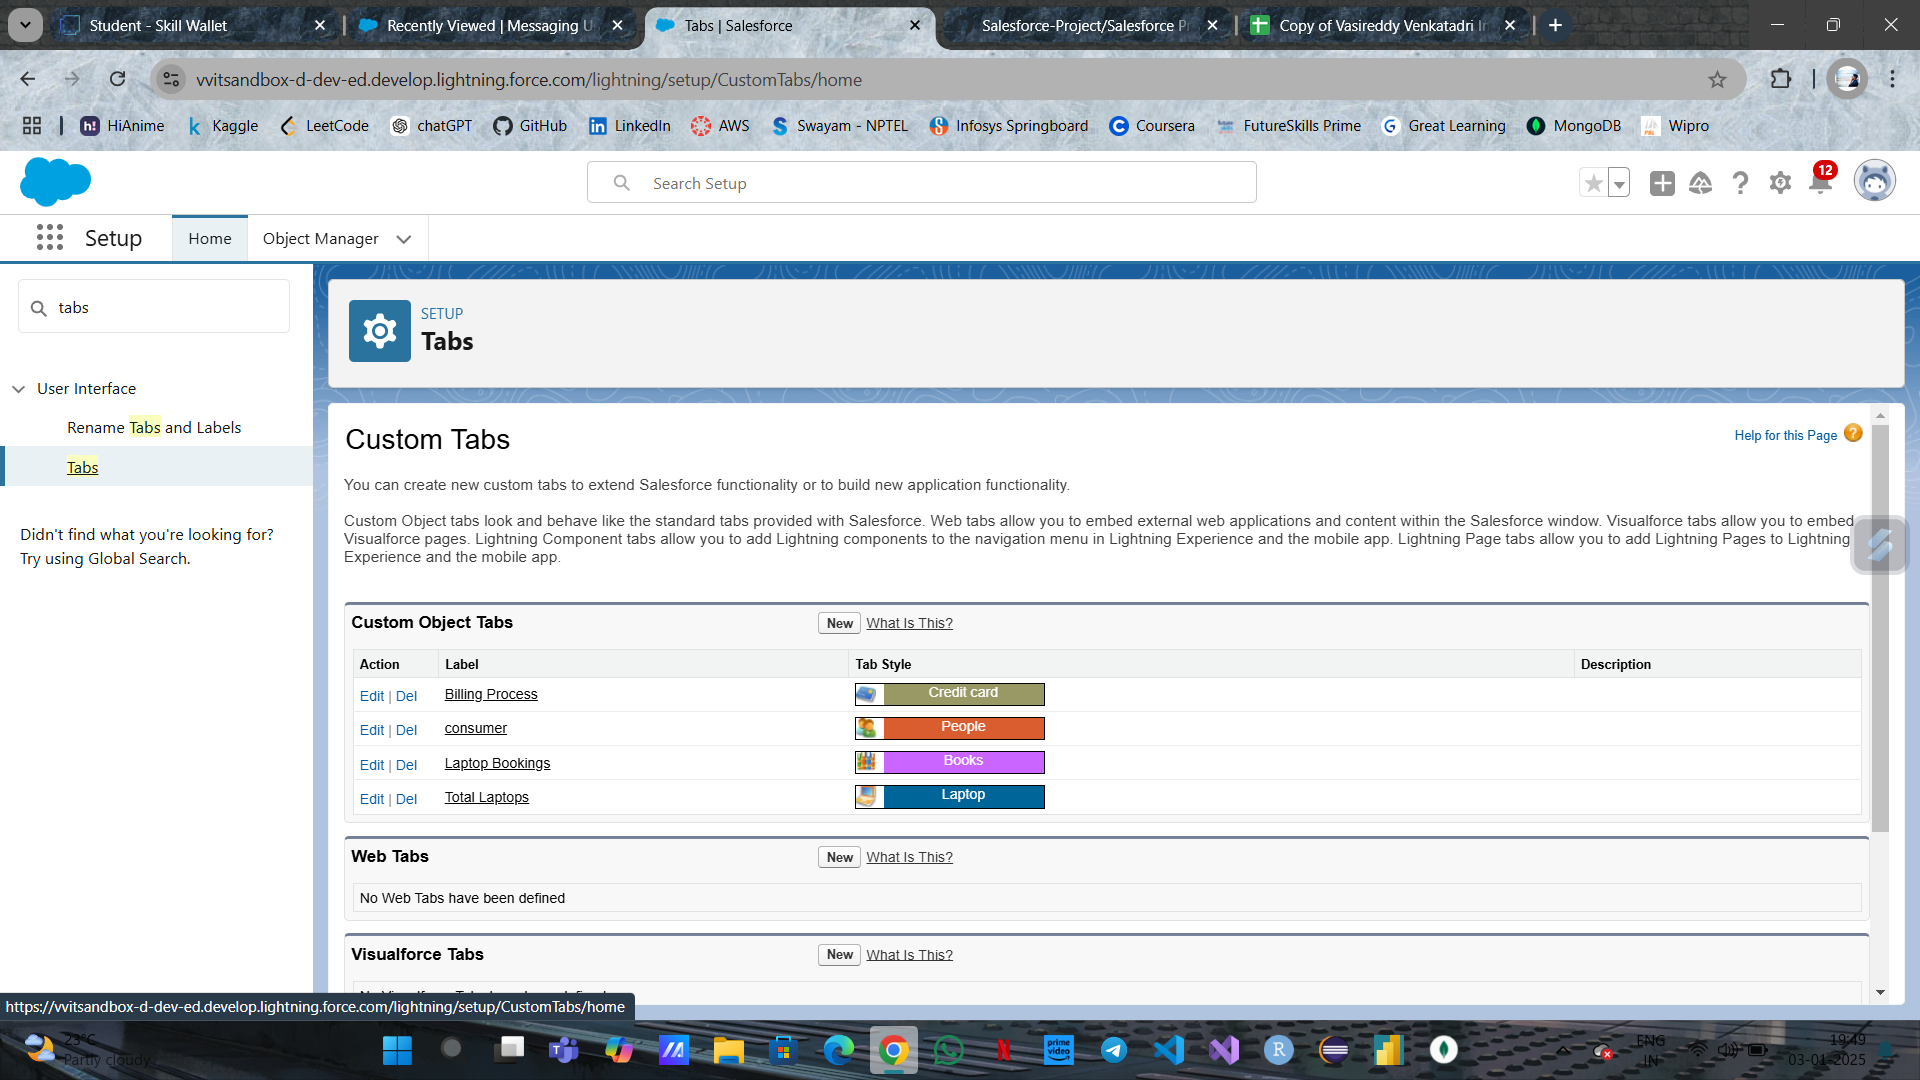 Student - Skill Wallet
Recently Viewed | Messaging U
Tabs | Salesforce
Salesforce-Project/Salesforce Pr
Copy of Vasireddy Venkatadri In
vvitsandbox-d-dev-ed.develop.lightning.force.com/lightning/setup/CustomTabs/home
HiAnime
Kaggle
LeetCode
chatGPT
GitHub
LinkedIn
AWS
Swayam - NPTEL
Infosys Springboard
Coursera
FutureSkills Prime
Great Learning
MongoDB
Wipro
Search Setup
12
Setup
Home
Object Manager
tabs
User Interface
Rename Tabs and Labels
Tabs
Didn't find what you're looking for?
Try using Global Search.
SETUP
Tabs
Custom Tabs
Help for this Page
You can create new custom tabs to extend Salesforce functionality or to build new application functionality.
Custom Object tabs look and behave like the standard tabs provided with Salesforce. Web tabs allow you to embed external web applications and content within the Salesforce window. Visualforce tabs allow you to embed
Visualforce pages. Lightning Component tabs allow you to add Lightning components to the navigation menu in Lightning Experience and the mobile app. Lightning Page tabs allow you to add Lightning Pages to Lightning
Experience and the mobile app.
Custom Object Tabs New What Is This?
Action Label Tab Style Description
Edit | Del Billing Process Credit card
Edit | Del consumer People
Edit | Del Laptop Bookings Books
Edit | Del Total Laptops Laptop
Web Tabs New What Is This?
No Web Tabs have been defined
Visualforce Tabs New What Is This?
https://vvitsandbox-d-dev-ed.develop.lightning.force.com/lightning/setup/CustomTabs/home
23°C
Partly cloudy
prime video
ENG
IN
19:49
03-01-2025